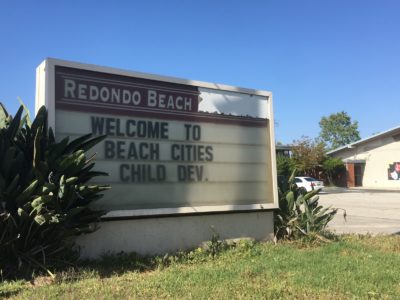 REDONDO BEACH
WELCOME TO
BEACH CITIES
CHILD DEV.